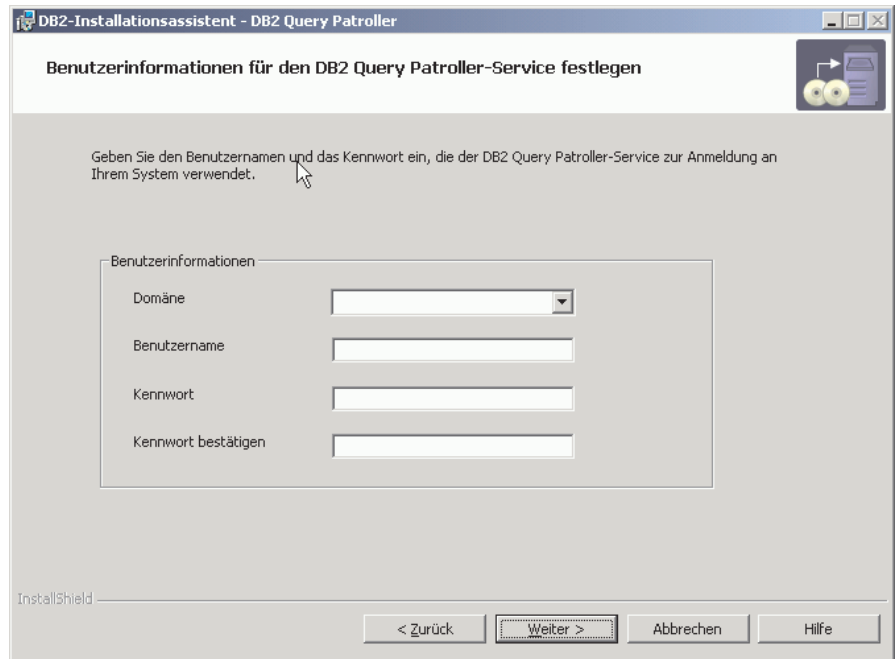 DB2-Installationsassistent - DB2 Query Patroller
Benutzerinformationen für den DB2 Query Patroller-Service festlegen
Geben Sie den Benutzernamen und das Kennwort ein, die der DB2 Query Patroller-Service zur Anmeldung an
Ihrem System verwendet.
Benutzerinformationen
Domäne
Benutzername
Kennwort
Kennwort bestätigen
InstallShield
< Zurück
Weiter >
Abbrechen
Hilfe